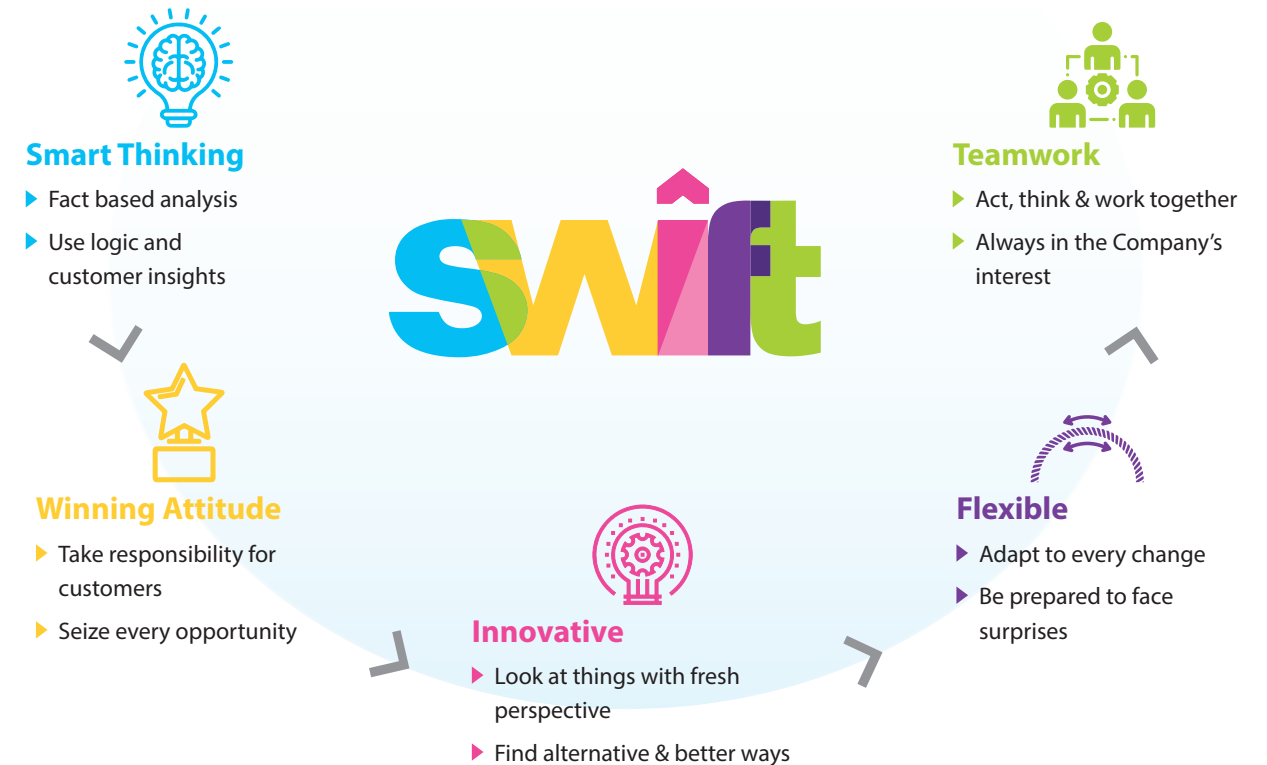 Smart Thinking
Fact based analysis
Use logic and
customer insights
Winning Attitude
Take responsibility for
customers
Seize every opportunity
swift
Innovative
Look at things with fresh
perspective
Find alternative & better ways
Flexible
Adapt to every change
Be prepared to face
surprises
Teamwork
Act, think & work together
Always in the Company’s
interest